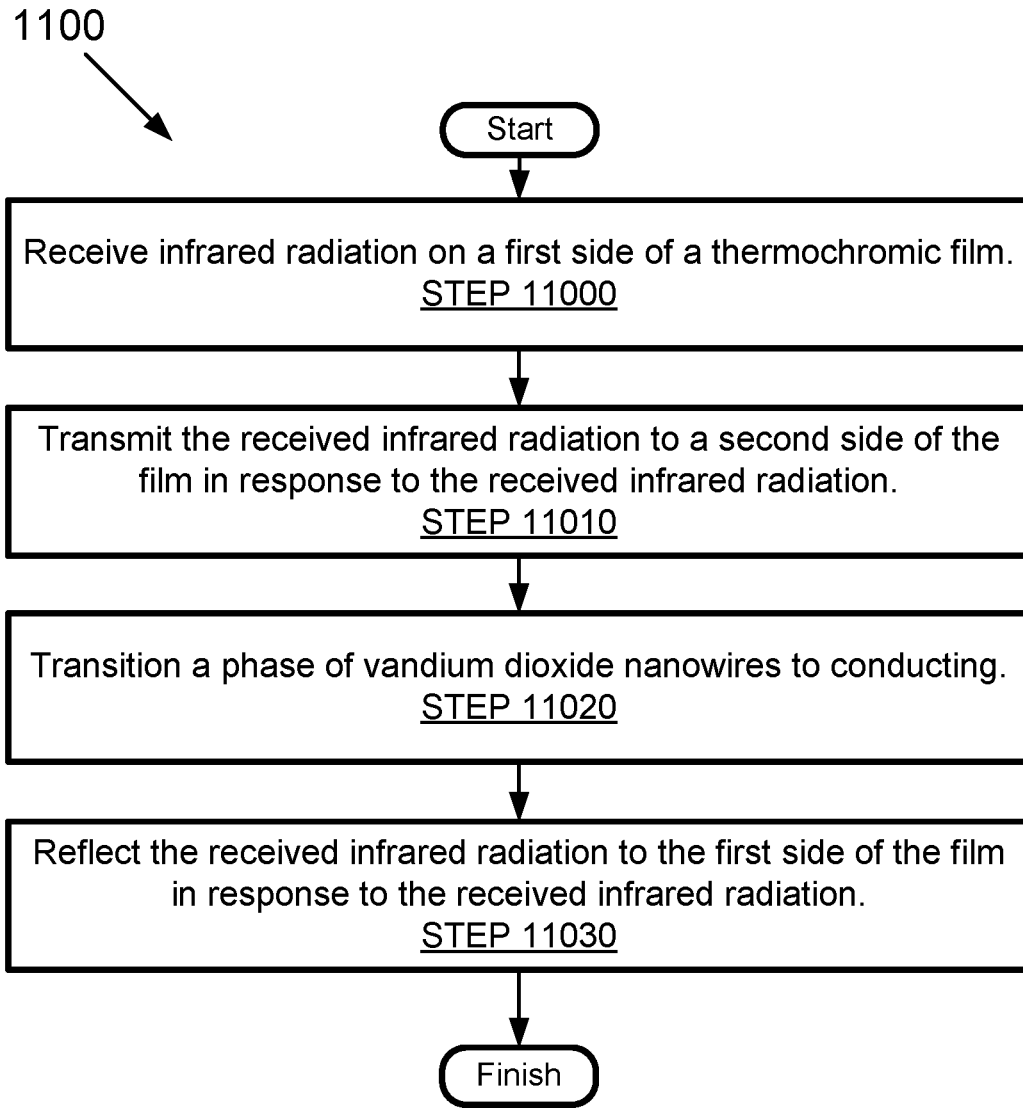 1100
Start
Receive infrared radiation on a first side of a thermochromic film.
STEP 11000
Transmit the received infrared radiation to a second side of the
film in response to the received infrared radiation.
STEP 11010
Transition a phase of vandium dioxide nanowires to conducting.
STEP 11020
Reflect the received infrared radiation to the first side of the film
in response to the received infrared radiation.
STEP 11030
Finish